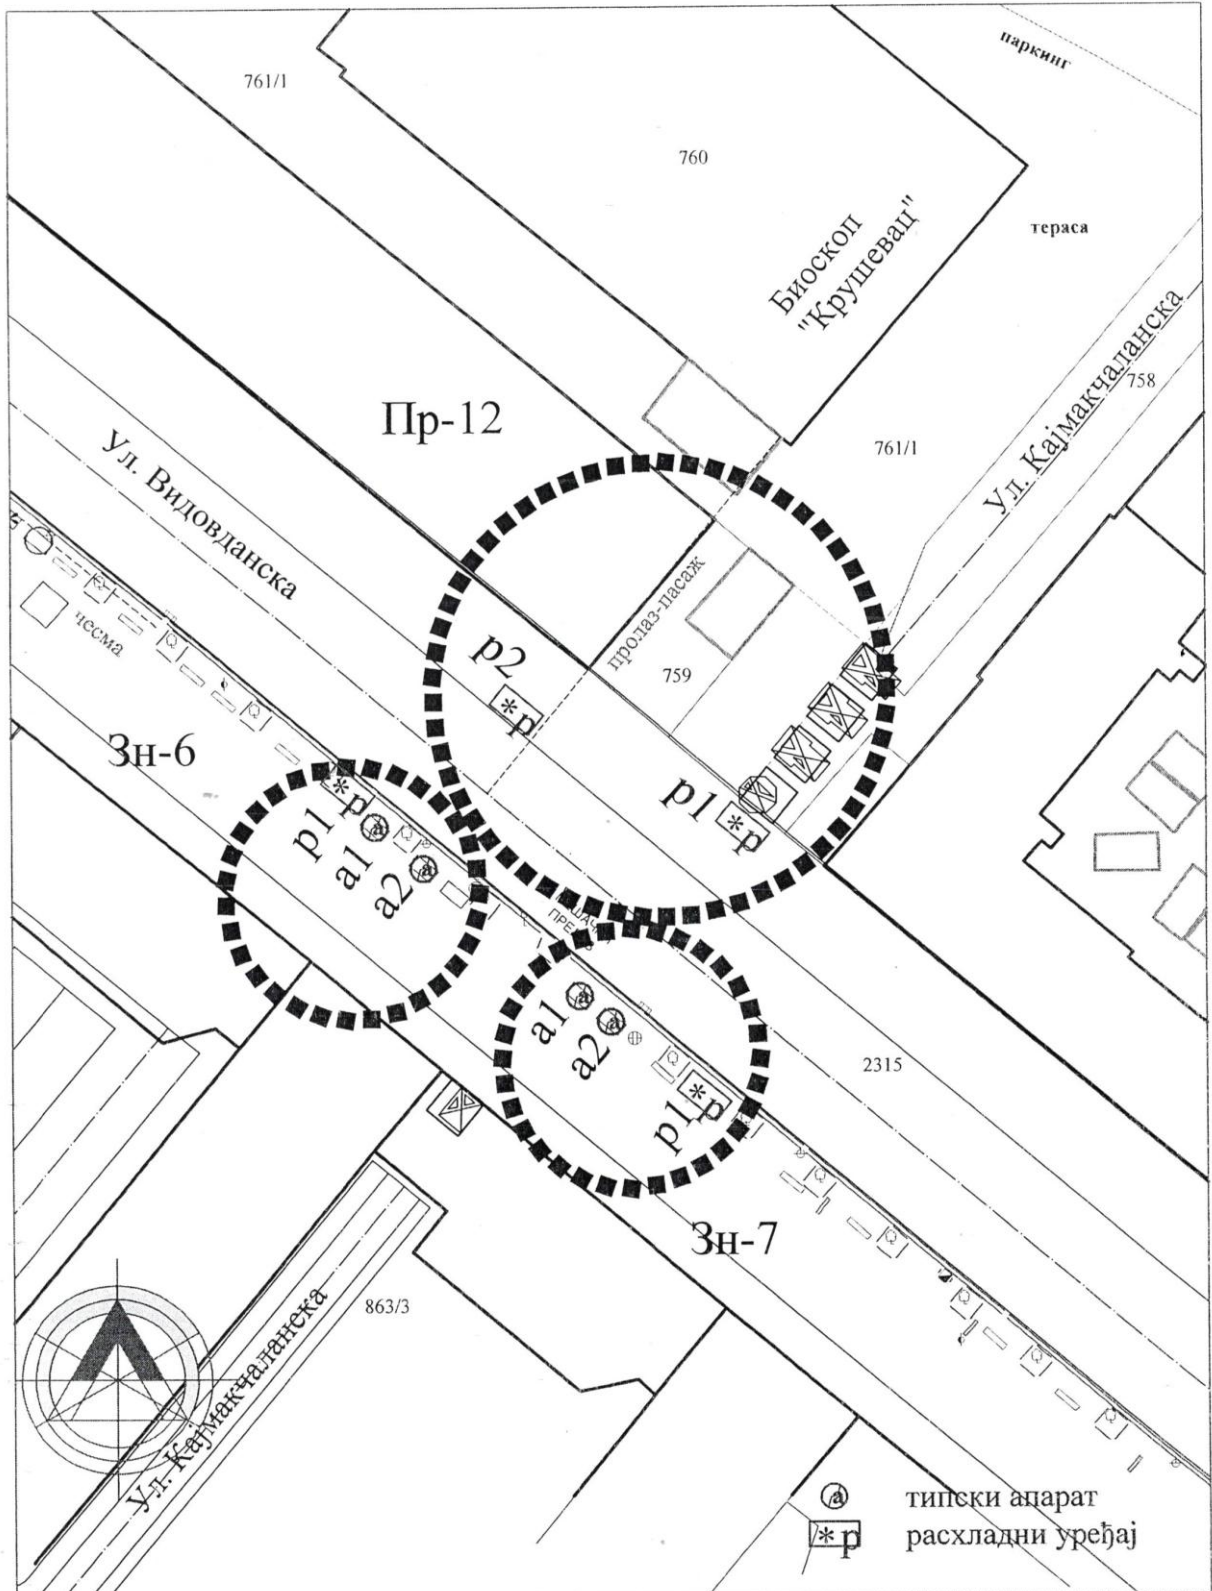 паркинг
761/1
760
тераса
Биоскоп
"Крушевац"
Ул. Кајмакчаланска
758
Пр-12
761/1
Ул. Видовданска
чесма
пролаз-пасаж
р2
*р
759
Зн-6
р1
*р
р1
*р
а1
а
а2
а
а1
а
а2
а
р1
*р
2315
Зн-7
863/3
Ул. Кајмакчаланска
а типски апарат
*р расхладни уређај